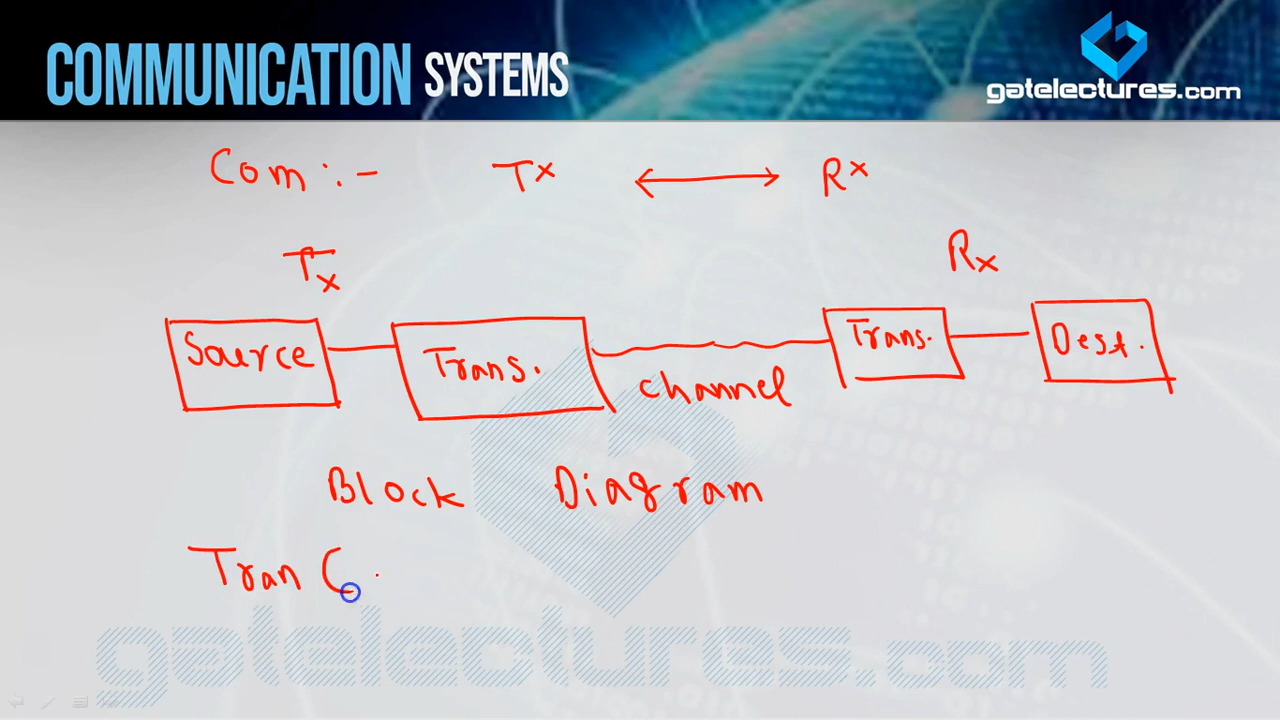 COMMUNICATION SYSTEMS
gatelectures.com
Com :- Tx ⟷ Rx
Tx Rx
Source Trans. channel Trans. Dest.
Block Diagram
Tran C
gatelectures.com